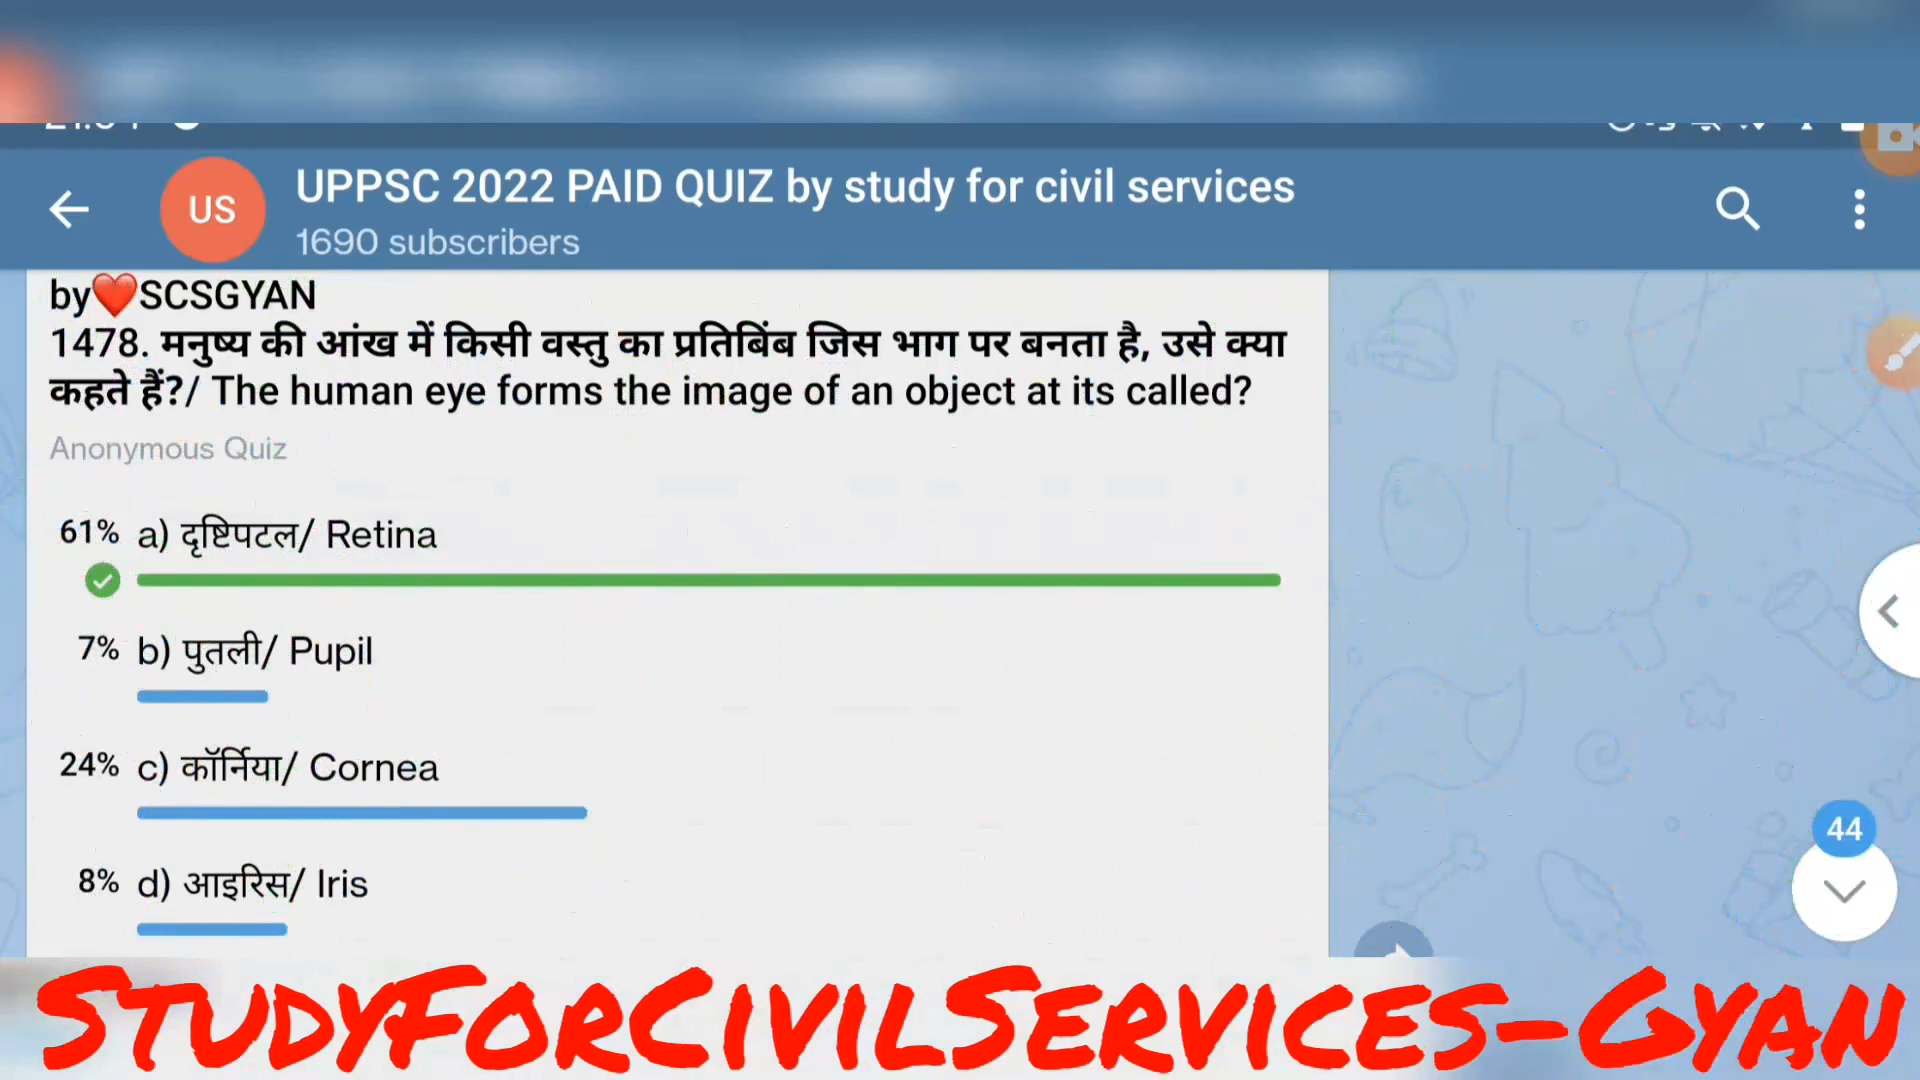 UPPSC 2022 PAID QUIZ by study for civil services
US
1690 subscribers
by❤️SCSGYAN
1478. मनुष्य की आंख में किसी वस्तु का प्रतिबिंब जिस भाग पर बनता है, उसे क्या
कहते हैं?/ The human eye forms the image of an object at its called?
Anonymous Quiz
61% a) दृष्टिपटल/ Retina
7% b) पुतली/ Pupil
24% c) कॉर्निया/ Cornea
8% d) आइरिस/ Iris
44
STUDYFORCIVILSERVICES-GYAN